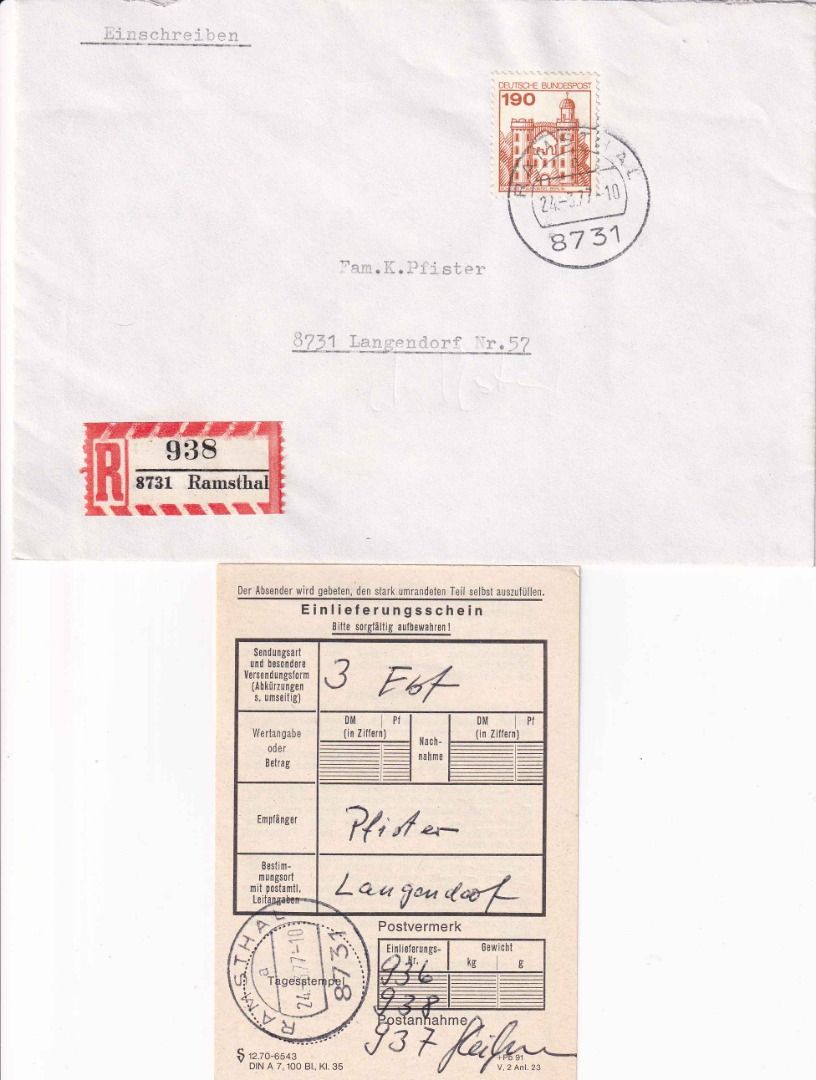 Einschreiben
DEUTSCHE BUNDESPOST
190
RAMSTHAL
24.-3.77-10
8731
Fam.K.Pfister
8731 Langendorf Nr.57
R
938
8731 Ramsthal
Der Absender wird gebeten, den stark umrandeten Teil selbst auszufüllen.
Einlieferungsschein
Bitte sorgfältig aufbewahren!
Sendungsart
und besondere
Versendungsform
(Abkürzungen
s. umseitig)
3 Ebf
Wertangabe
oder
Betrag
DM Pf
(in Ziffern)
Nach-
nahme
DM Pf
(in Ziffern)
Empfänger
Pfister
Bestim-
mungsort
mit postamtl.
Leitangaben
Langendorf
RAMSTHAL
a
24.-3.77-10
8731
Tagesstempel
Postvermerk
Einlieferungs-
Nr.
Gewicht
kg g
936
938
Postannahme
937
12.70-6543
DIN A 7, 100 Bl, Kl. 35
+Pb 91
V, 2 Anl. 23